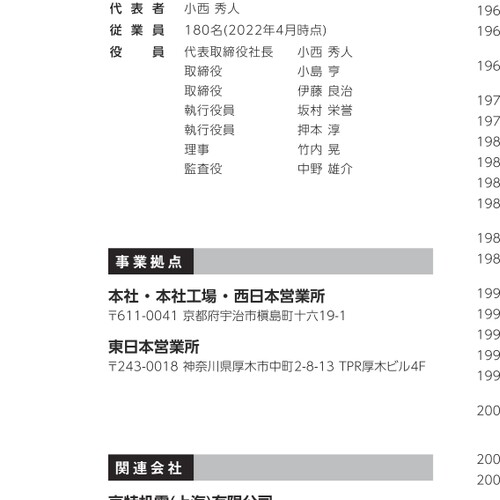 代表者 小西 秀人
従業員 180名(2022年4月時点)
役員 代表取締役社長 小西 秀人
取締役 小島 亨
取締役 伊藤 良治
執行役員 坂村 栄誉
執行役員 押本 淳
理事 竹内 晃
監査役 中野 雄介
事業拠点
本社・本社工場・西日本営業所
〒611-0041 京都府宇治市槇島町十六19-1
東日本営業所
〒243-0018 神奈川県厚木市中町2-8-13 TPR厚木ビル4F
関連会社
196
196
196
197
197
198
198
198
198
198
198
199
199
199
199
199
200
200
200